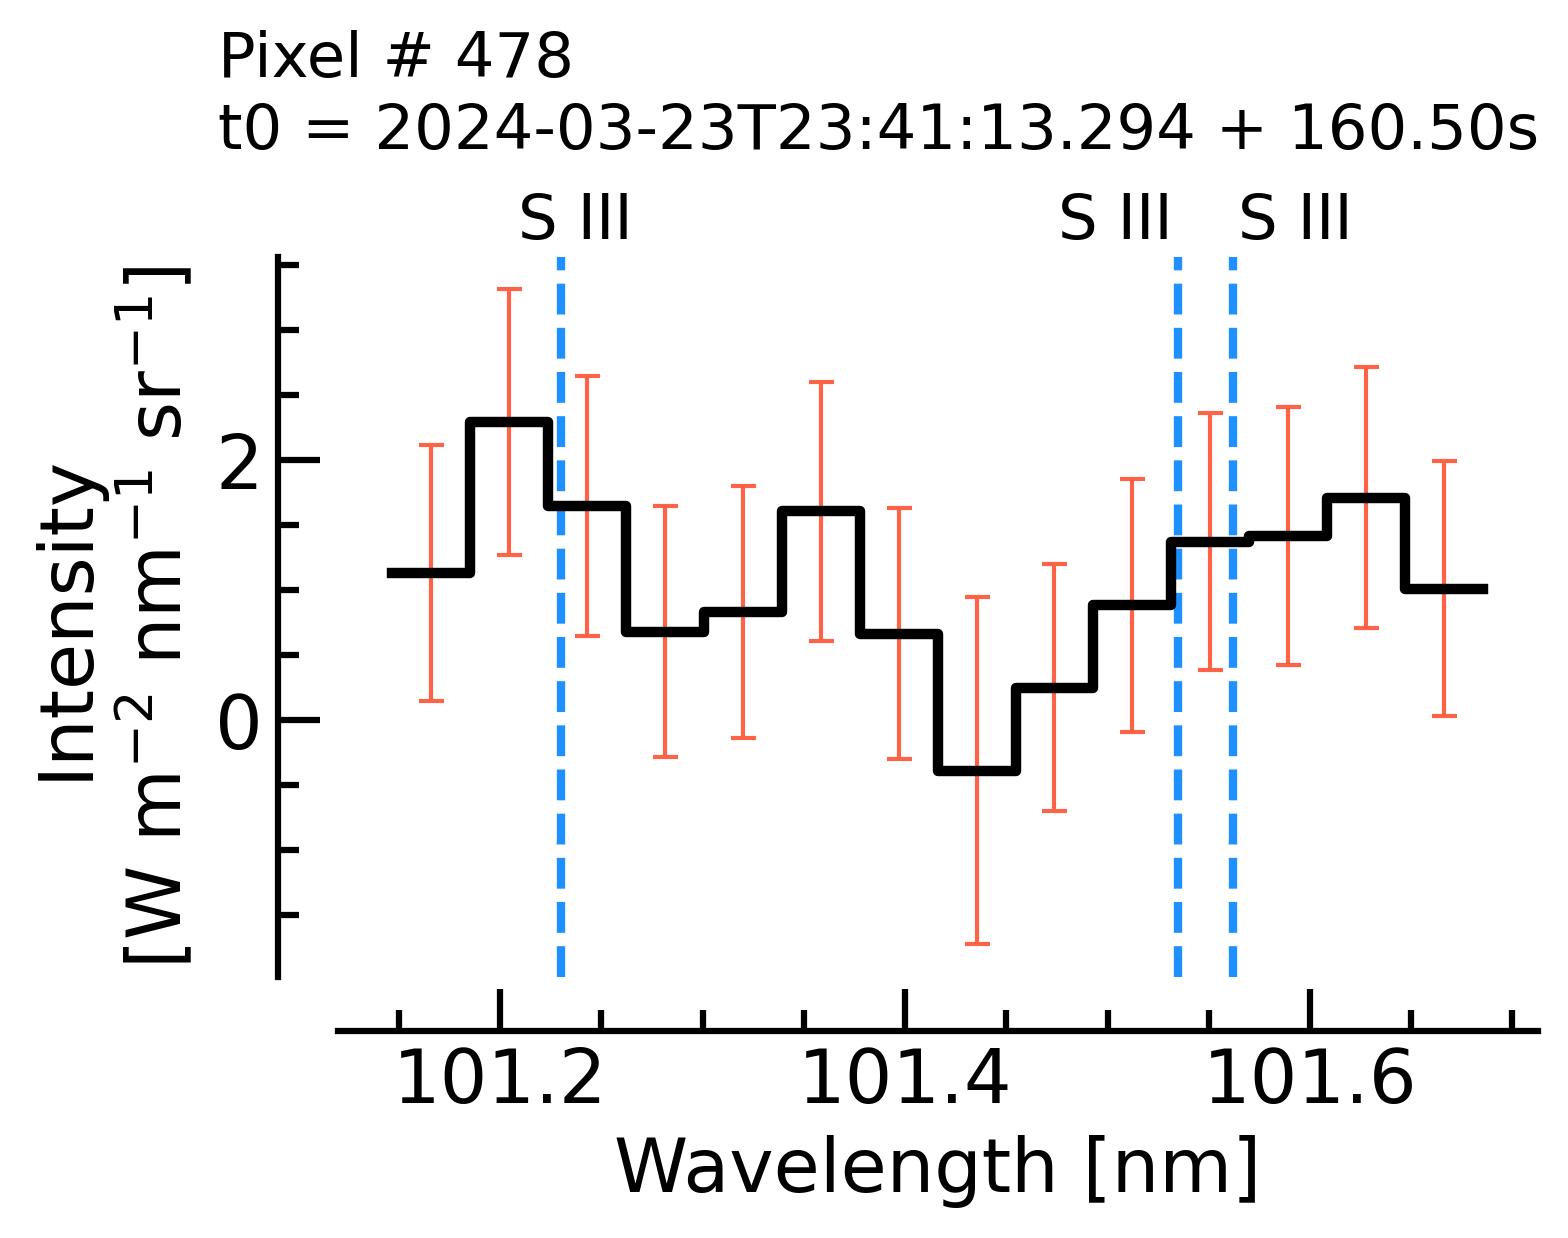 Pixel # 478
t0 = 2024-03-23T23:41:13.294 + 160.50s
S III S III S III
Intensity
[W m⁻² nm⁻¹ sr⁻¹]
2
0
101.2 101.4 101.6
Wavelength [nm]